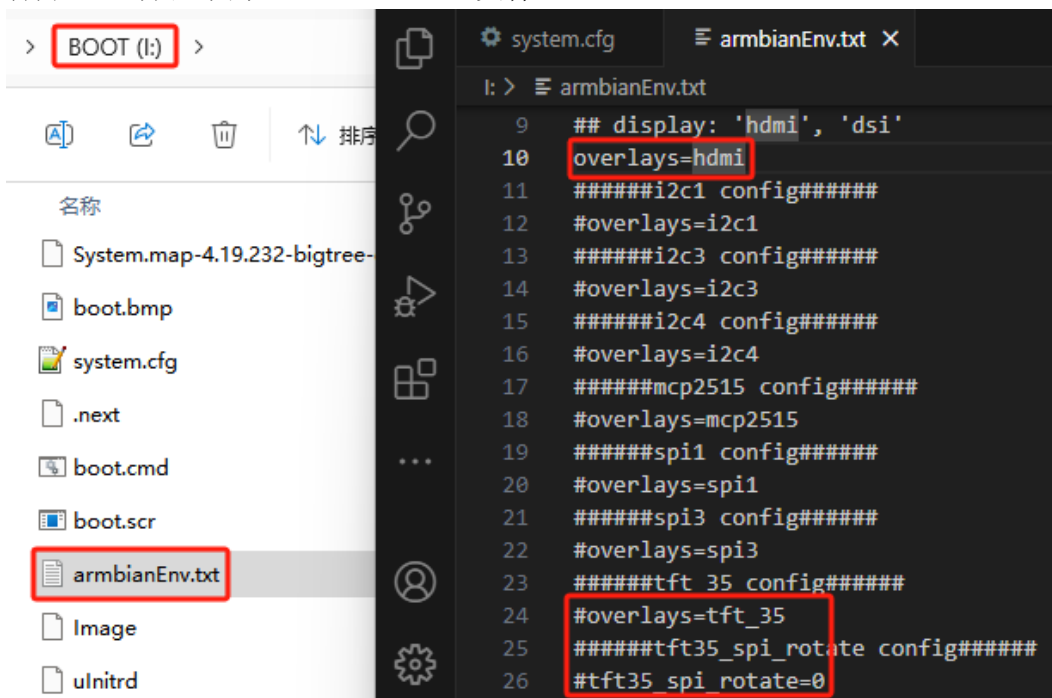 > BOOT (I:) >
排序
名称
System.map-4.19.232-bigtree-
boot.bmp
system.cfg
.next
boot.cmd
boot.scr
armbianEnv.txt
Image
uInitrd
system.cfg armbianEnv.txt ×
I: > armbianEnv.txt
9 ## display: 'hdmi', 'dsi'
10 overlays=hdmi
11 ######i2c1 config######
12 #overlays=i2c1
13 ######i2c3 config######
14 #overlays=i2c3
15 ######i2c4 config######
16 #overlays=i2c4
17 ######mcp2515 config######
18 #overlays=mcp2515
19 ######spi1 config######
20 #overlays=spi1
21 ######spi3 config######
22 #overlays=spi3
23 ######tft_35 config######
24 #overlays=tft_35
25 ######tft35_spi_rotate config######
26 #tft35_spi_rotate=0